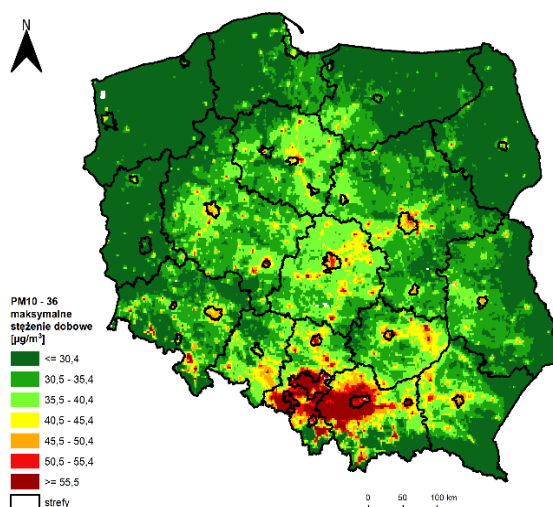 N
PM10 - 36
maksymalne
stężenie dobowe
[µg/m³]
<= 30,4
30,5 - 35,4
35,5 - 40,4
40,5 - 45,4
45,5 - 50,4
50,5 - 55,4
>= 55,5
strefy
0 50 100 km